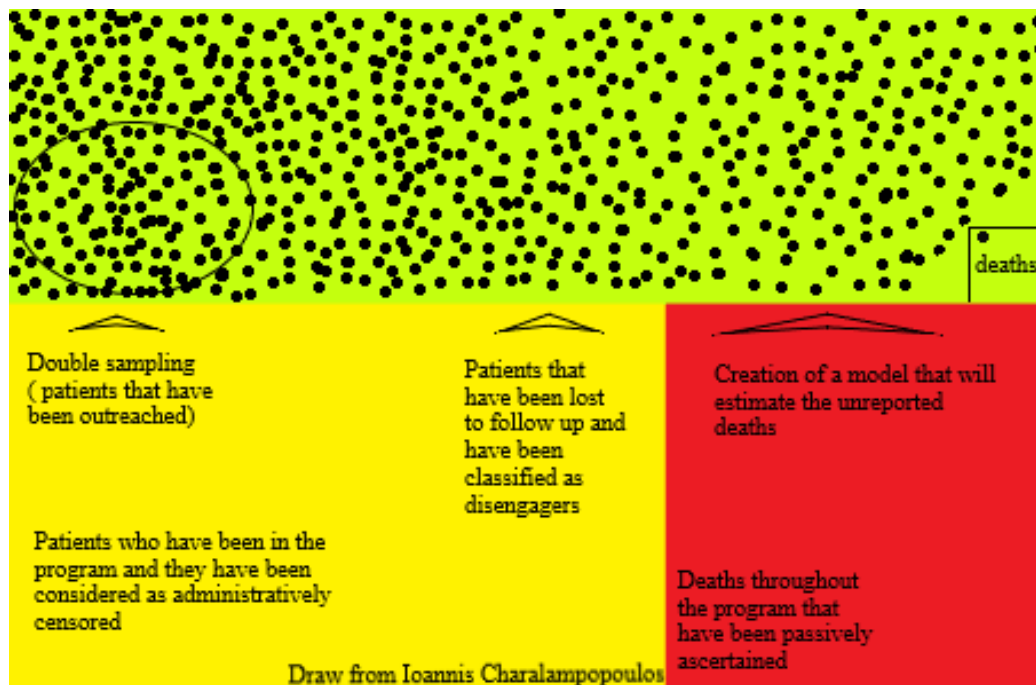 deaths
Double sampling
( patients that have
been outreached)
Patients that
have been lost
to follow up and
have been
classified as
disengagers
Creation of a model that will
estimate the unreported
deaths
Patients who have been in the
program and they have been
considered as administratively
censored
Deaths throughout
the program that
have been passively
ascertained
Draw from Ioannis Charalampopoulos